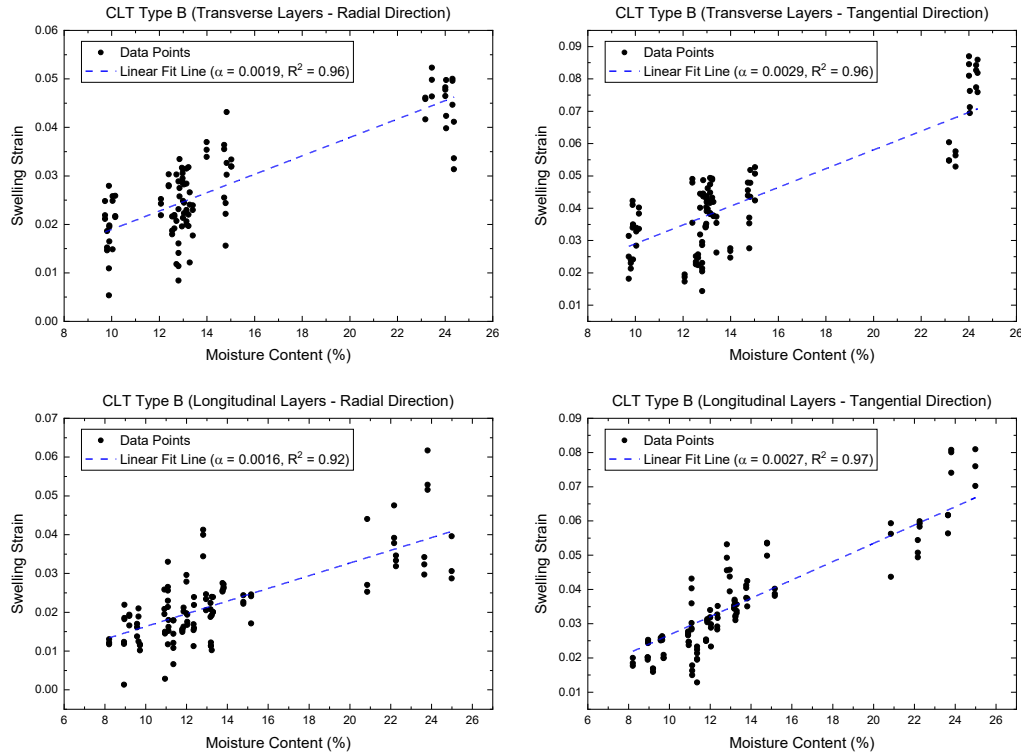 CLT Type B (Transverse Layers - Radial Direction)
Data Points
Linear Fit Line (α = 0.0019, R² = 0.96)
0.06
0.05
0.04
0.03
0.02
0.01
0.00
Swelling Strain
8 10 12 14 16 18 20 22 24 26
Moisture Content (%)
CLT Type B (Transverse Layers - Tangential Direction)
Data Points
Linear Fit Line (α = 0.0029, R² = 0.96)
0.09
0.08
0.07
0.06
0.05
0.04
0.03
0.02
0.01
Swelling Strain
8 10 12 14 16 18 20 22 24 26
Moisture Content (%)
CLT Type B (Longitudinal Layers - Radial Direction)
Data Points
Linear Fit Line (α = 0.0016, R² = 0.92)
0.07
0.06
0.05
0.04
0.03
0.02
0.01
0.00
Swelling Strain
6 8 10 12 14 16 18 20 22 24 26
Moisture Content (%)
CLT Type B (Longitudinal Layers - Tangential Direction)
Data Points
Linear Fit Line (α = 0.0027, R² = 0.97)
0.09
0.08
0.07
0.06
0.05
0.04
0.03
0.02
0.01
Swelling Strain
6 8 10 12 14 16 18 20 22 24 26
Moisture Content (%)